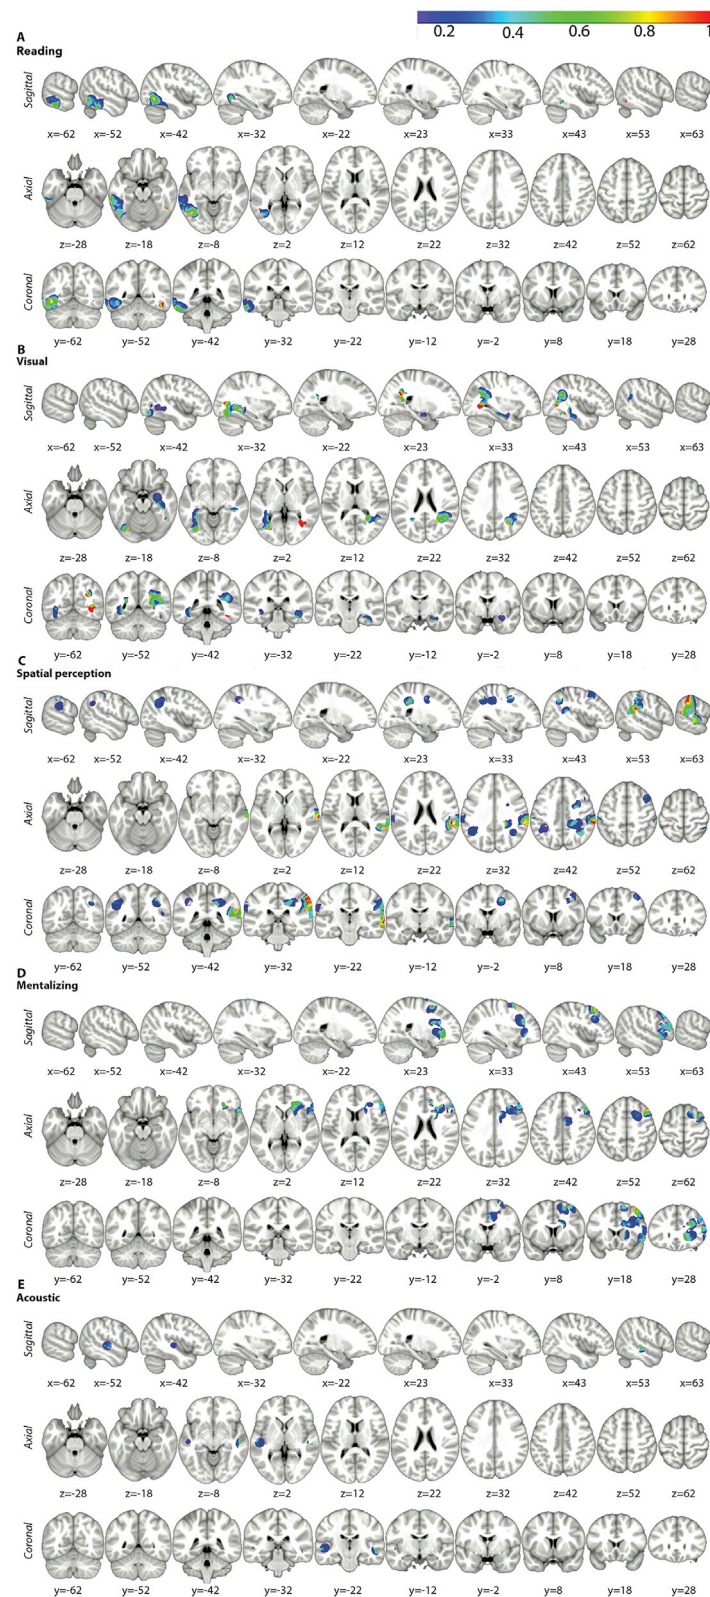 0.2 0.4 0.6 0.8 1
A
Reading
Sagittal
x=-62 x=-52 x=-42 x=-32 x=-22 x=23 x=33 x=43 x=53 x=63
Axial
z=-28 z=-18 z=-8 z=2 z=12 z=22 z=32 z=42 z=52 z=62
Coronal
y=-62 y=-52 y=-42 y=-32 y=-22 y=-12 y=-2 y=8 y=18 y=28
B
Visual
Sagittal
x=-62 x=-52 x=-42 x=-32 x=-22 x=23 x=33 x=43 x=53 x=63
Axial
z=-28 z=-18 z=-8 z=2 z=12 z=22 z=32 z=42 z=52 z=62
Coronal
y=-62 y=-52 y=-42 y=-32 y=-22 y=-12 y=-2 y=8 y=18 y=28
C
Spatial perception
Sagittal
x=-62 x=-52 x=-42 x=-32 x=-22 x=23 x=33 x=43 x=53 x=63
Axial
z=-28 z=-18 z=-8 z=2 z=12 z=22 z=32 z=42 z=52 z=62
Coronal
y=-62 y=-52 y=-42 y=-32 y=-22 y=-12 y=-2 y=8 y=18 y=28
D
Mentalizing
Sagittal
x=-62 x=-52 x=-42 x=-32 x=-22 x=23 x=33 x=43 x=53 x=63
Axial
z=-28 z=-18 z=-8 z=2 z=12 z=22 z=32 z=42 z=52 z=62
Coronal
y=-62 y=-52 y=-42 y=-32 y=-22 y=-12 y=-2 y=8 y=18 y=28
E
Acoustic
Sagittal
x=-62 x=-52 x=-42 x=-32 x=-22 x=23 x=33 x=43 x=53 x=63
Axial
z=-28 z=-18 z=-8 z=2 z=12 z=22 z=32 z=42 z=52 z=62
Coronal
y=-62 y=-52 y=-42 y=-32 y=-22 y=-12 y=-2 y=8 y=18 y=28